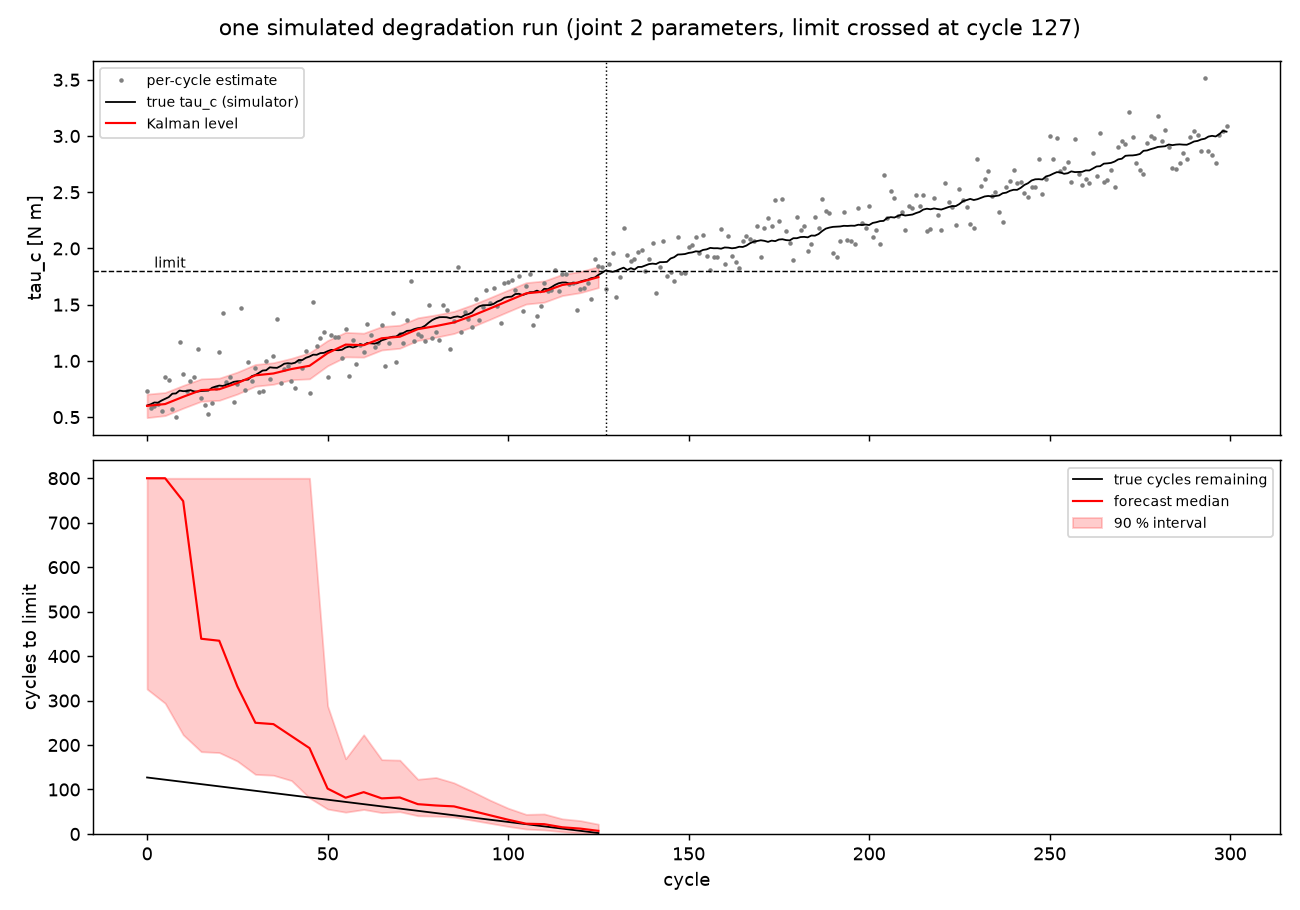 one simulated degradation run (joint 2 parameters, limit crossed at cycle 127)
per-cycle estimate
true tau_c (simulator)
Kalman level
limit
tau_c [N m]
3.5
3.0
2.5
2.0
1.5
1.0
0.5
true cycles remaining
forecast median
90 % interval
cycles to limit
800
700
600
500
400
300
200
100
0
0 50 100 150 200 250 300
cycle